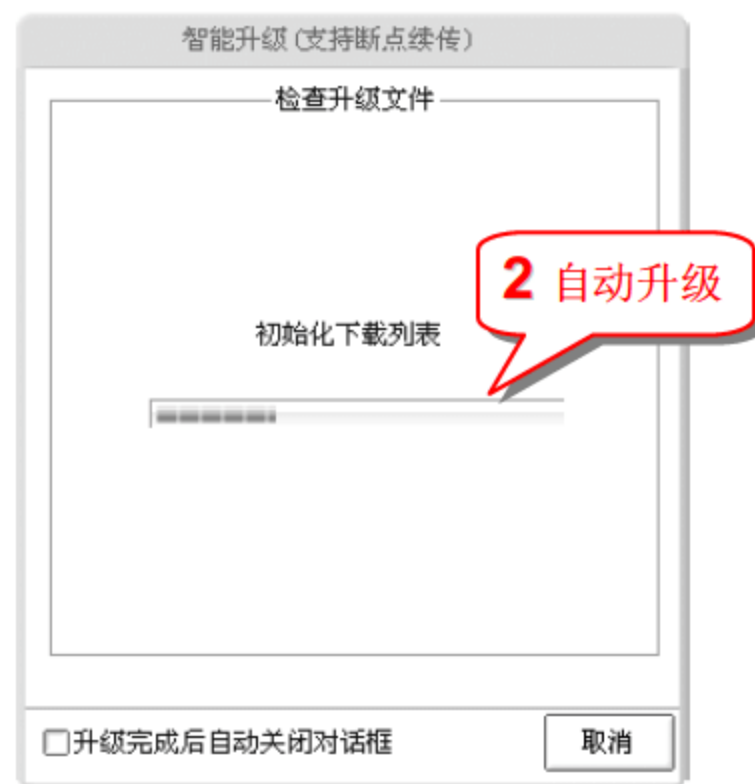 智能升级(支持断点续传)
检查升级文件
2 自动升级
初始化下载列表
升级完成后自动关闭对话框
取消